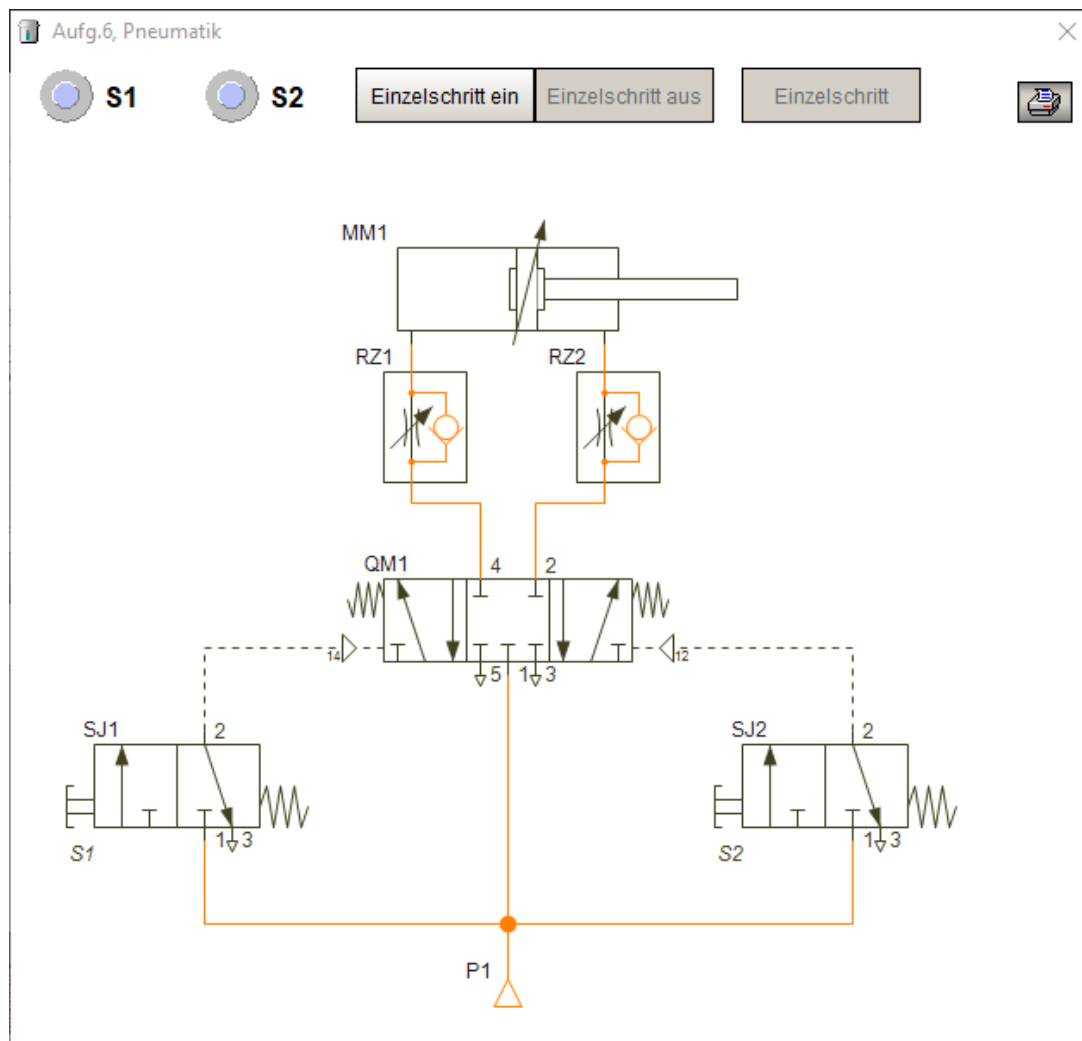 Aufg.6, Pneumatik
S1 S2 Einzelschritt ein Einzelschritt aus Einzelschritt
MM1
RZ1 RZ2
QM1 4 2
14 12
5 1 3
SJ1 2 SJ2 2
1 3 1 3
S1 S2
P1